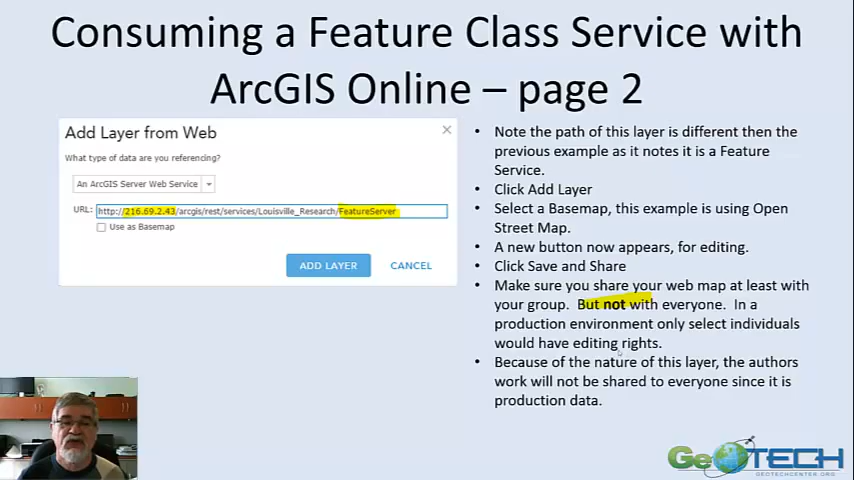 Consuming a Feature Class Service with
ArcGIS Online – page 2
Add Layer from Web
×
What type of data are you referencing?
An ArcGIS Server Web Service
URL: http://216.69.2.43/arcgis/rest/services/Louisville_Research/FeatureServer
Use as Basemap
ADD LAYER CANCEL
• Note the path of this layer is different then the
previous example as it notes it is a Feature
Service.
• Click Add Layer
• Select a Basemap, this example is using Open
Street Map.
• A new button now appears, for editing.
• Click Save and Share
• Make sure you share your web map at least with
your group. But not with everyone. In a
production environment only select individuals
would have editing rights.
• Because of the nature of this layer, the authors
work will not be shared to everyone since it is
production data.
GeoTECH
GEOTECHCENTER.ORG